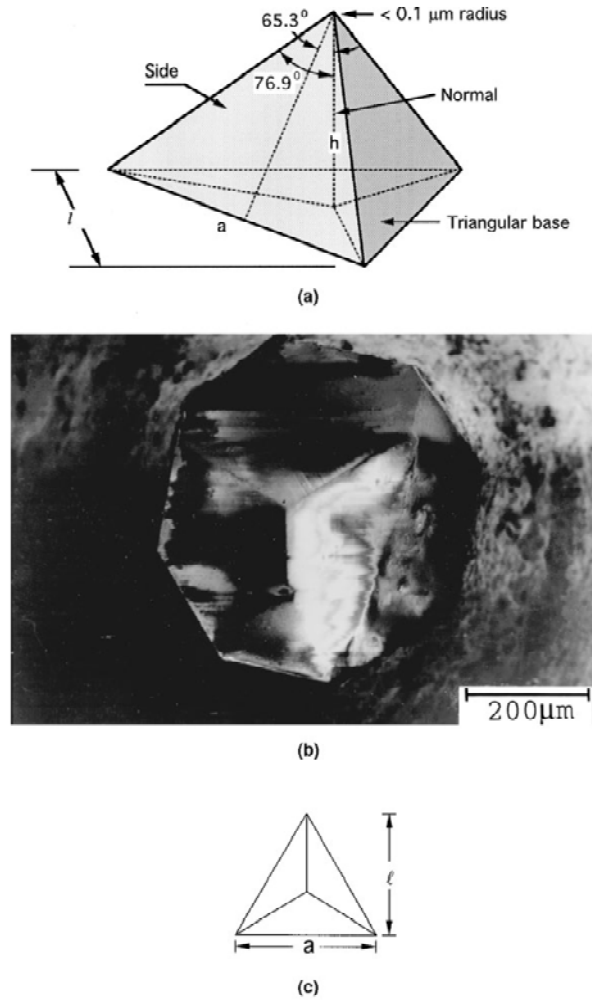 65.3°
< 0.1 μm radius
Side
76.9°
Normal
h
l
a
Triangular base
(a)
200μm
(b)
ℓ
a
(c)